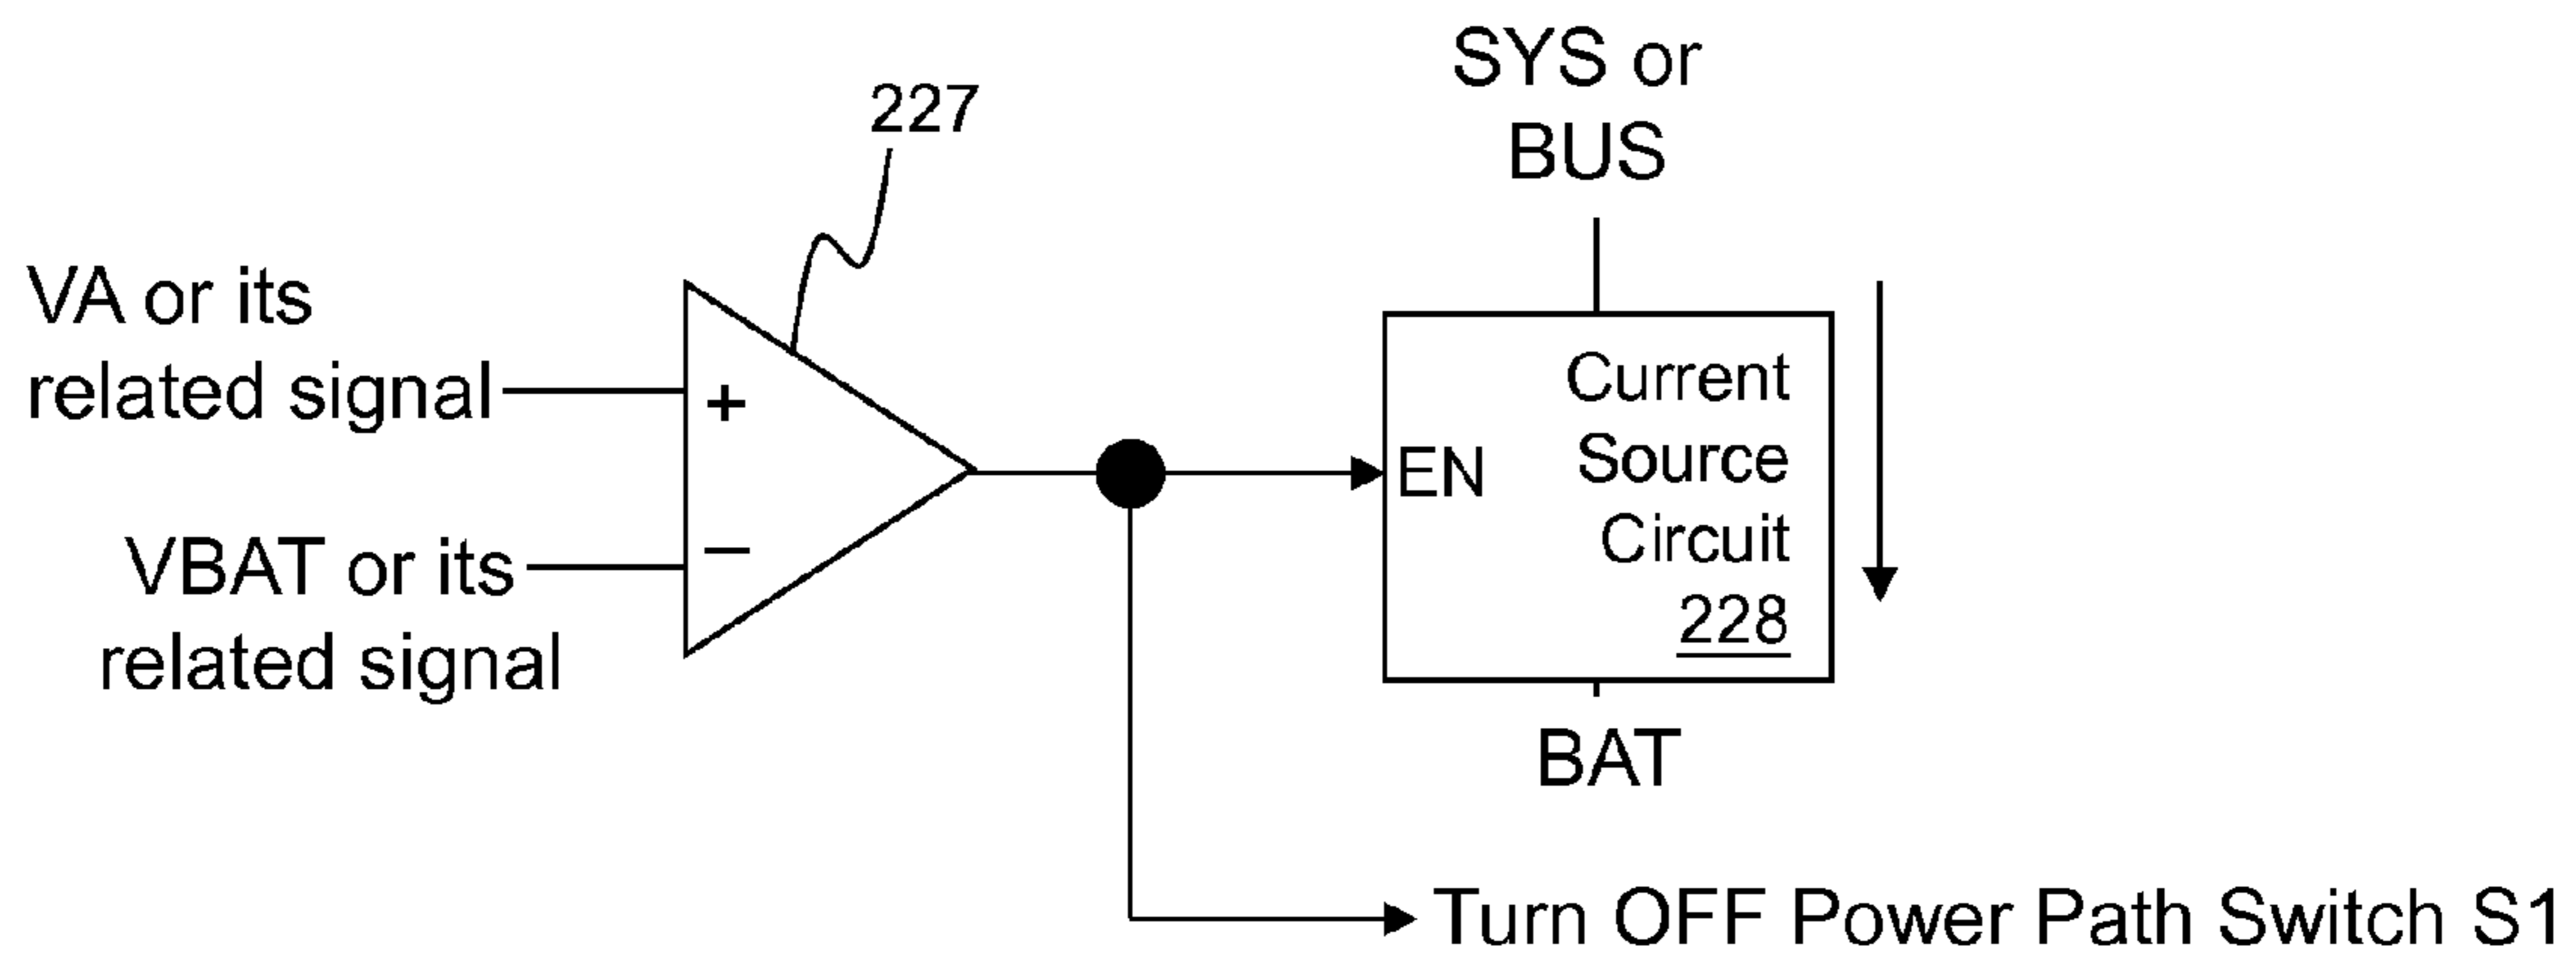 SYS or
BUS
227
VA or its
related signal
+
EN
Current
Source
Circuit
228
−
VBAT or its
related signal
BAT
Turn OFF Power Path Switch S1